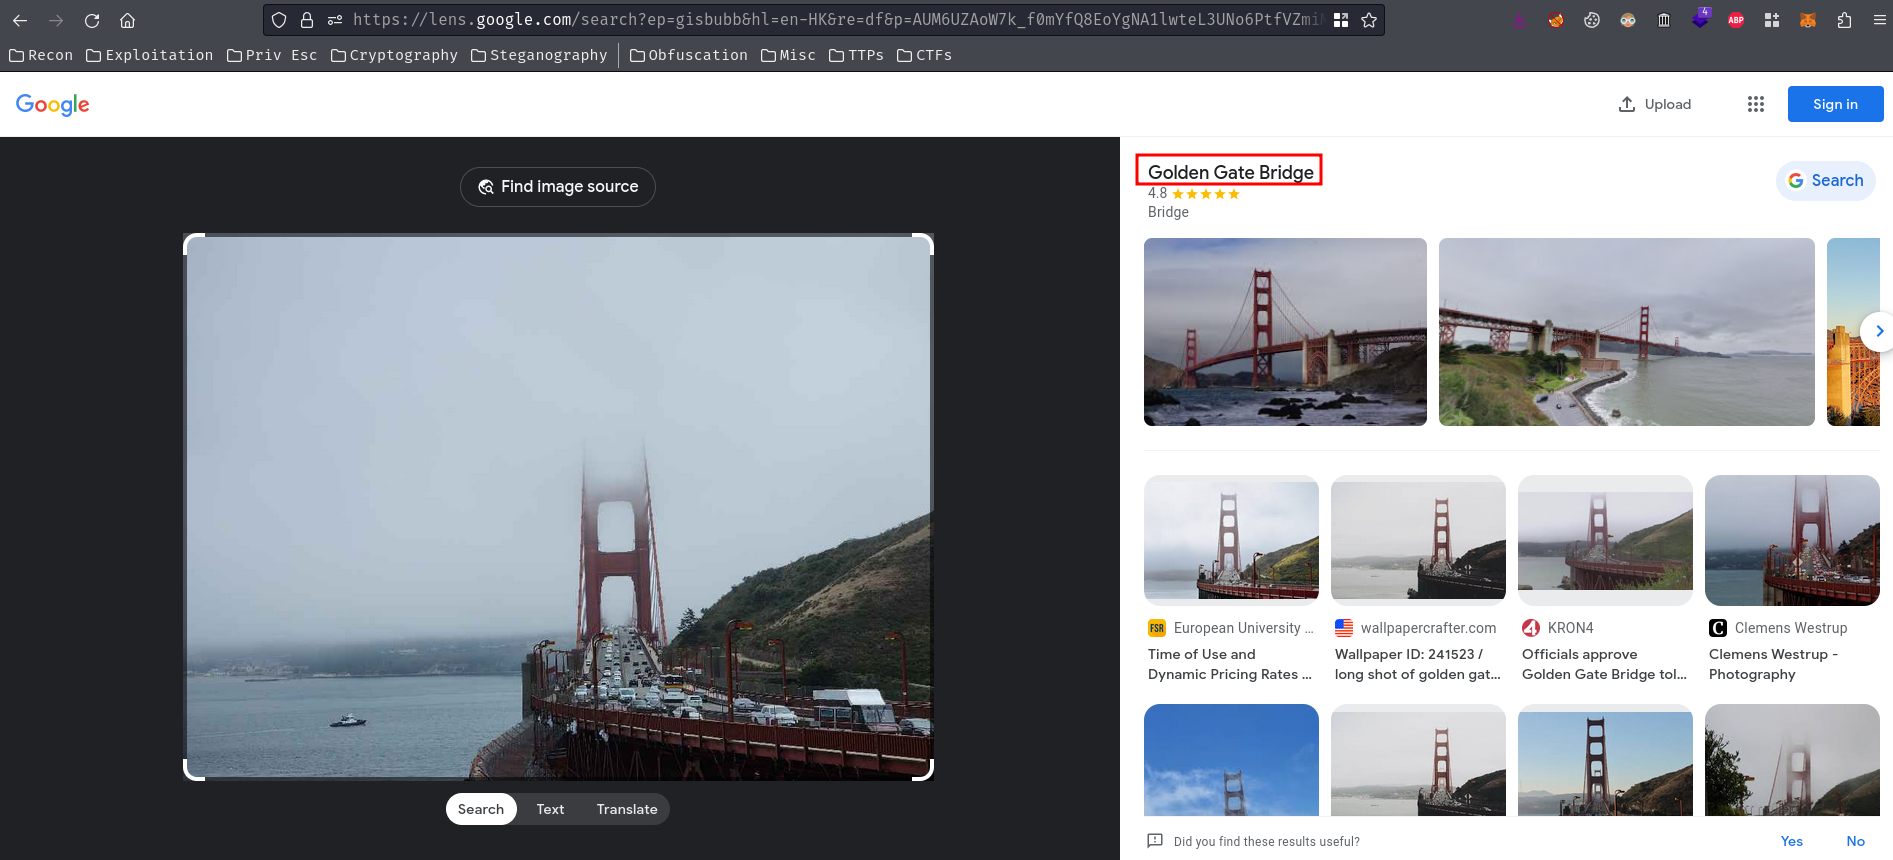 https://lens.google.com/search?ep=gisbubb&hl=en-HK&re=df&p=AUM6UZAoW7k_f0mYfQ8EoYgNA1lwteL3UNo6PtfVZmi
4
ABP
Recon Exploitation Priv Esc Cryptography Steganography Obfuscation Misc TTPs CTFs
Google
Upload
Sign in
Find image source
Search Text Translate
Golden Gate Bridge
4.8
Bridge
Search
FSR European University ...
Time of Use and
Dynamic Pricing Rates ...
wallpapercrafter.com
Wallpaper ID: 241523 /
long shot of golden gat...
4 KRON4
Officials approve
Golden Gate Bridge tol...
C Clemens Westrup
Clemens Westrup -
Photography
Did you find these results useful?
Yes No